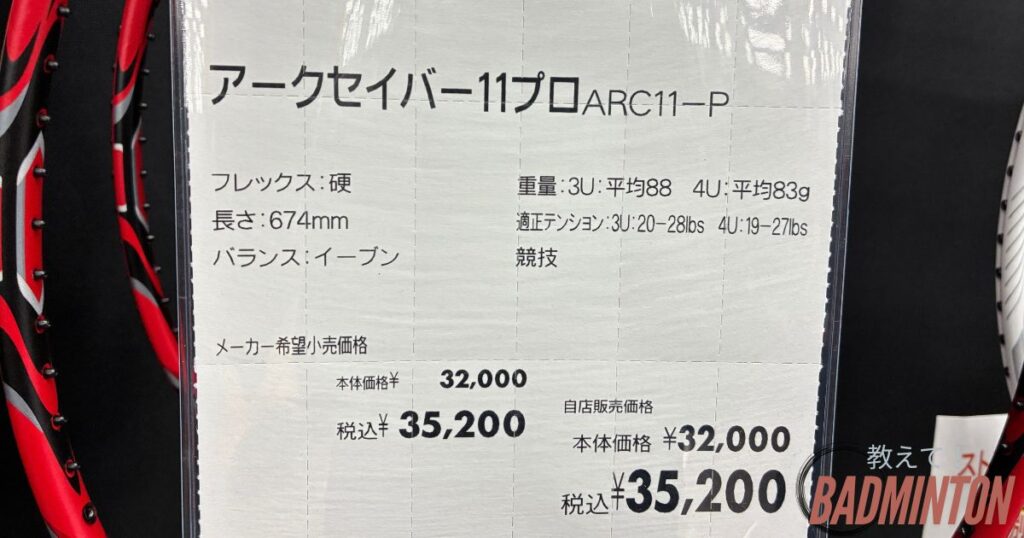 アークセイバー11プロARC11-P
フレックス:硬
長さ:674mm
バランス:イーブン
重量:3U:平均88 4U:平均83g
適正テンション:3U:20-28lbs 4U:19-27lbs
競技
メーカー希望小売価格
本体価格¥ 32,000
税込¥35,200
自店販売価格
本体価格 ¥32,000
税込¥35,200
教えて スト
BADMINTON